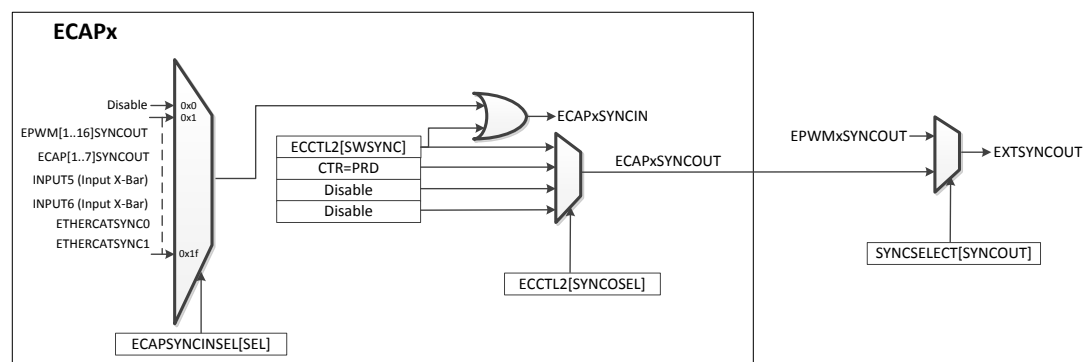 ECAPx
Disable
0x0
0x1
EPWM[1..16]SYNCOUT
ECAP[1..7]SYNCOUT
INPUT5 (Input X-Bar)
INPUT6 (Input X-Bar)
ETHERCATSYNC0
ETHERCATSYNC1
0x1f
ECAPSYNCINSEL[SEL]
ECAPxSYNCIN
ECCTL2[SWSYNC]
CTR=PRD
Disable
Disable
ECAPxSYNCOUT
ECCTL2[SYNCOSEL]
EPWMxSYNCOUT
EXTSYNCOUT
SYNCSELECT[SYNCOUT]